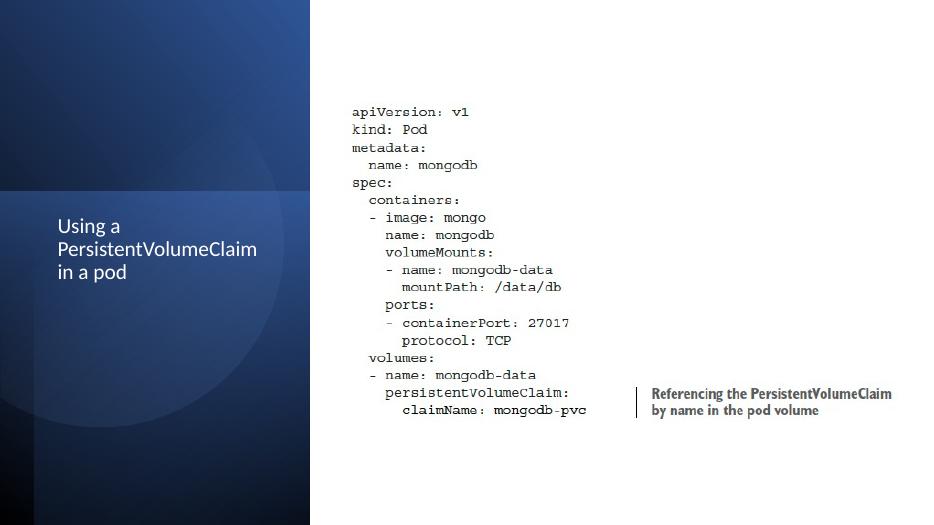 Using a
PersistentVolumeClaim
in a pod
apiVersion: v1
kind: Pod
metadata:
  name: mongodb
spec:
  containers:
  - image: mongo
    name: mongodb
    volumeMounts:
    - name: mongodb-data
      mountPath: /data/db
    ports:
    - containerPort: 27017
      protocol: TCP
  volumes:
  - name: mongodb-data
    persistentVolumeClaim:
      claimName: mongodb-pvc
Referencing the PersistentVolumeClaim
by name in the pod volume